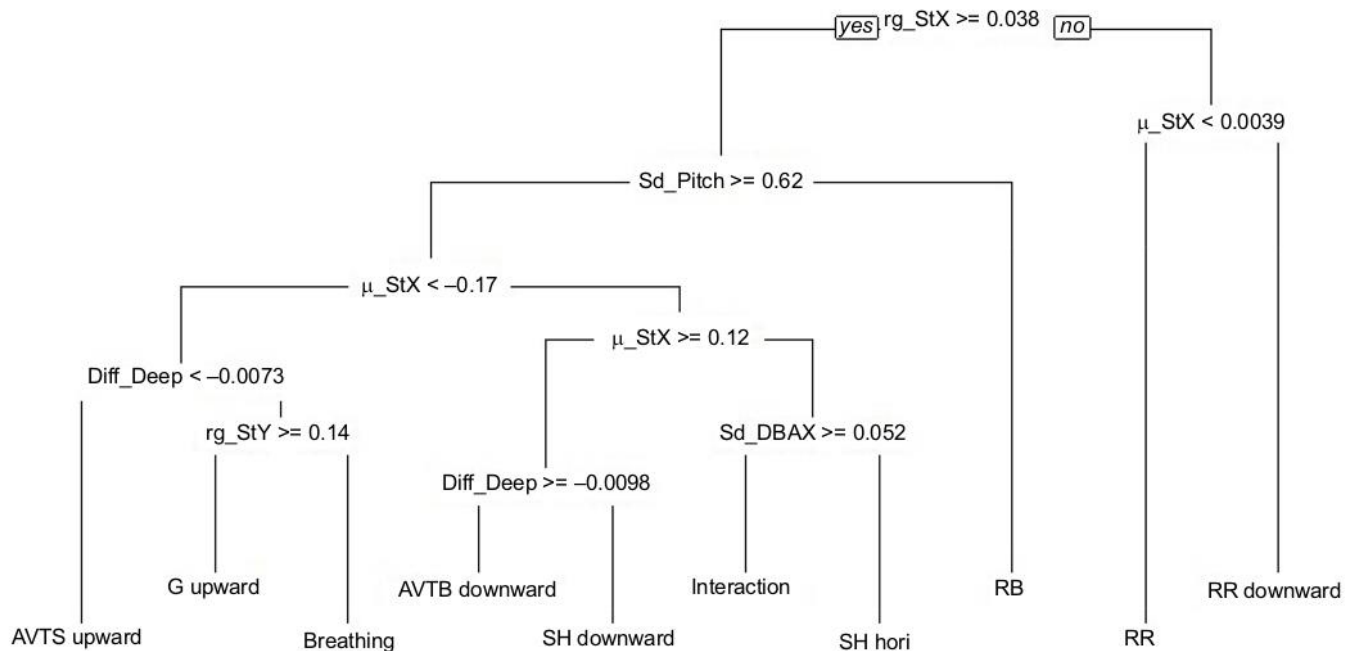 yes rg_StX >= 0.038 no
μ_StX < 0.0039
Sd_Pitch >= 0.62
μ_StX < –0.17
μ_StX >= 0.12
Diff_Deep < –0.0073
rg_StY >= 0.14
Sd_DBAX >= 0.052
Diff_Deep >= –0.0098
G upward
AVTB downward
Interaction
RB
RR downward
AVTS upward
Breathing
SH downward
SH hori
RR